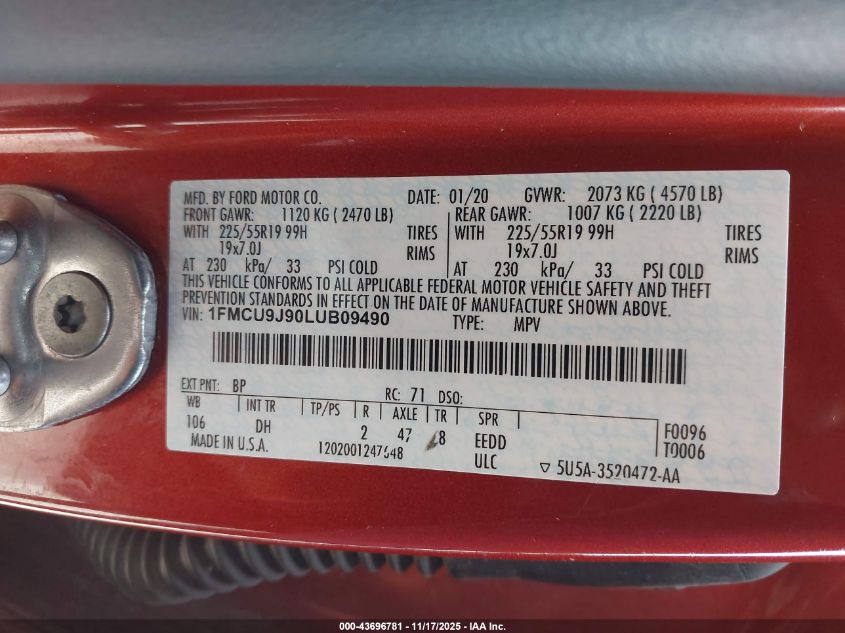 MFD. BY FORD MOTOR CO. DATE: 01/20 GVWR: 2073 KG ( 4570 LB)
FRONT GAWR: 1120 KG ( 2470 LB) REAR GAWR: 1007 KG ( 2220 LB)
WITH 225/55R19 99H TIRES WITH 225/55R19 99H TIRES
19x7.0J RIMS 19x7.0J RIMS
AT 230 kPa/ 33 PSI COLD AT 230 kPa/ 33 PSI COLD
THIS VEHICLE CONFORMS TO ALL APPLICABLE FEDERAL MOTOR VEHICLE SAFETY AND THEFT
PREVENTION STANDARDS IN EFFECT ON THE DATE OF MANUFACTURE SHOWN ABOVE.
VIN: 1FMCU9J90LUB09490 TYPE: MPV
EXT PNT: BP RC: 71 DSO:
WB INT TR TP/PS R AXLE TR SPR
106 DH 2 47 8 EEDD F0096
MADE IN U.S.A. ULC T0006
5U5A-3520472-AA
000-43696781 - 11/17/2025 - IAA Inc.